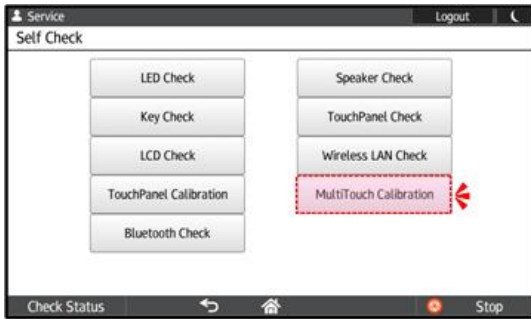 Service Logout
Self Check
LED Check Speaker Check
Key Check TouchPanel Check
LCD Check Wireless LAN Check
TouchPanel Calibration MultiTouch Calibration
Bluetooth Check
Check Status Stop